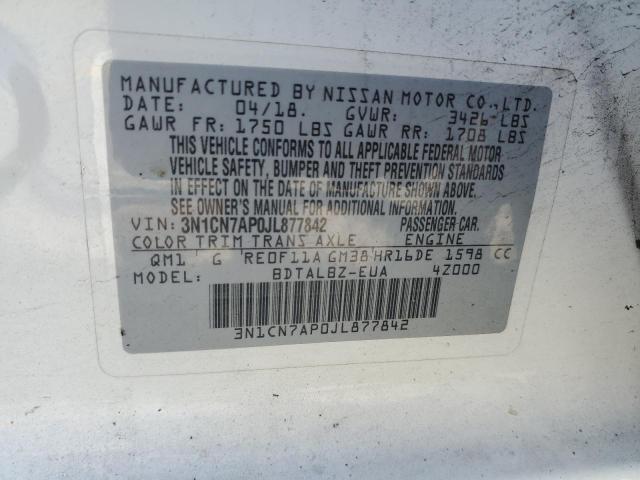 MANUFACTURED BY NISSAN MOTOR CO., LTD.
DATE: 04/18. GVWR: 3426 LBS
GAWR FR: 1750 LBS GAWR RR: 1708 LBS
THIS VEHICLE CONFORMS TO ALL APPLICABLE FEDERAL MOTOR
VEHICLE SAFETY, BUMPER AND THEFT PREVENTION STANDARDS
IN EFFECT ON THE DATE OF MANUFACTURE SHOWN ABOVE.
SEE OWNER'S MANUAL FOR MORE INFORMATION.
VIN: 3N1CN7AP0JL877842 PASSENGER CAR.
COLOR TRIM TRANS AXLE ENGINE
QM1 G RE0F11A GM38 HR16DE 1598 CC
MODEL: BDTALBZ-EUA 4Z000
3N1CN7AP0JL877842